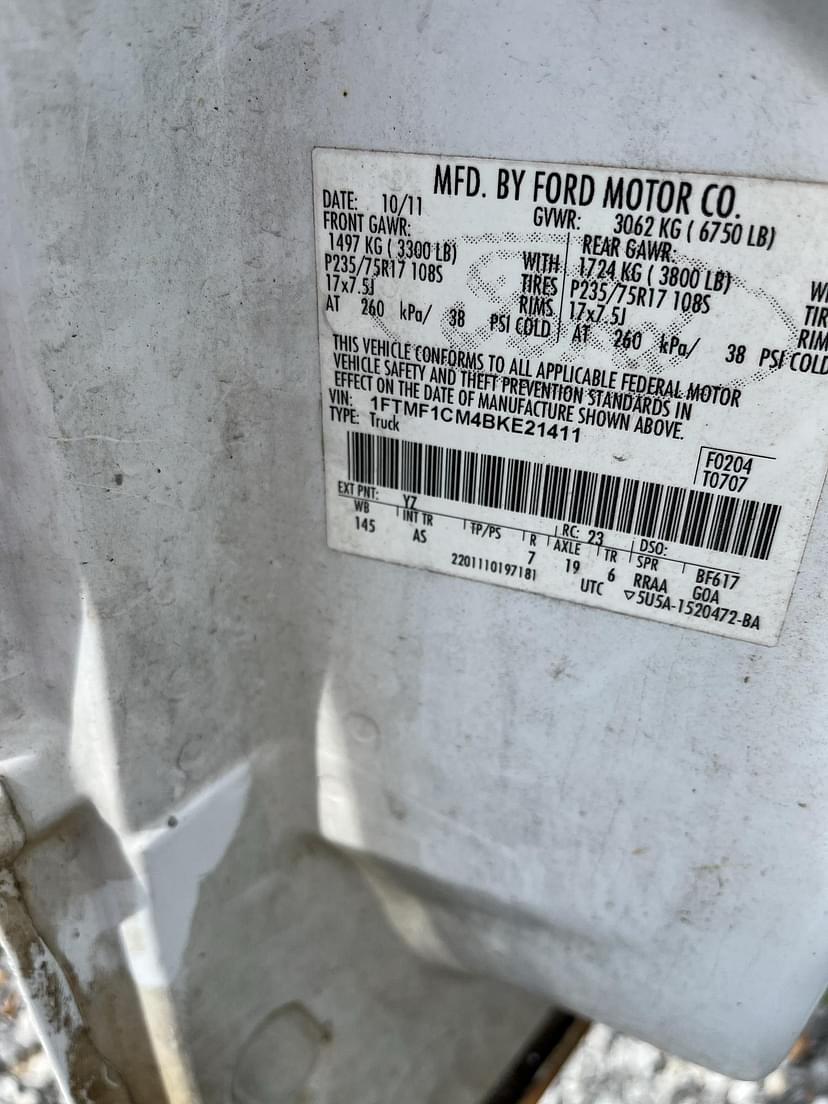 MFD. BY FORD MOTOR CO.
DATE: 10/11 GVWR: 3062 KG ( 6750 LB)
FRONT GAWR: REAR GAWR:
1497 KG ( 3300 LB) WITH 1724 KG ( 3800 LB) WI
P235/75R17 108S TIRES P235/75R17 108S TIR
17x7.5J RIMS 17x7.5J RIM
AT 260 kPa/ 38 PSI COLD AT 260 kPa/ 38 PSI COLD
THIS VEHICLE CONFORMS TO ALL APPLICABLE FEDERAL MOTOR
VEHICLE SAFETY AND THEFT PREVENTION STANDARDS IN
EFFECT ON THE DATE OF MANUFACTURE SHOWN ABOVE.
VIN: 1FTMF1CM4BKE21411
TYPE: Truck
F0204
T0707
EXT PNT: YZ RC: 23 DSO:
WB INT TR TP/PS R AXLE TR SPR BF617
145 AS 7 19 6 RRAA GOA
2201110197181 UTC ▽5U5A-1520472-BA